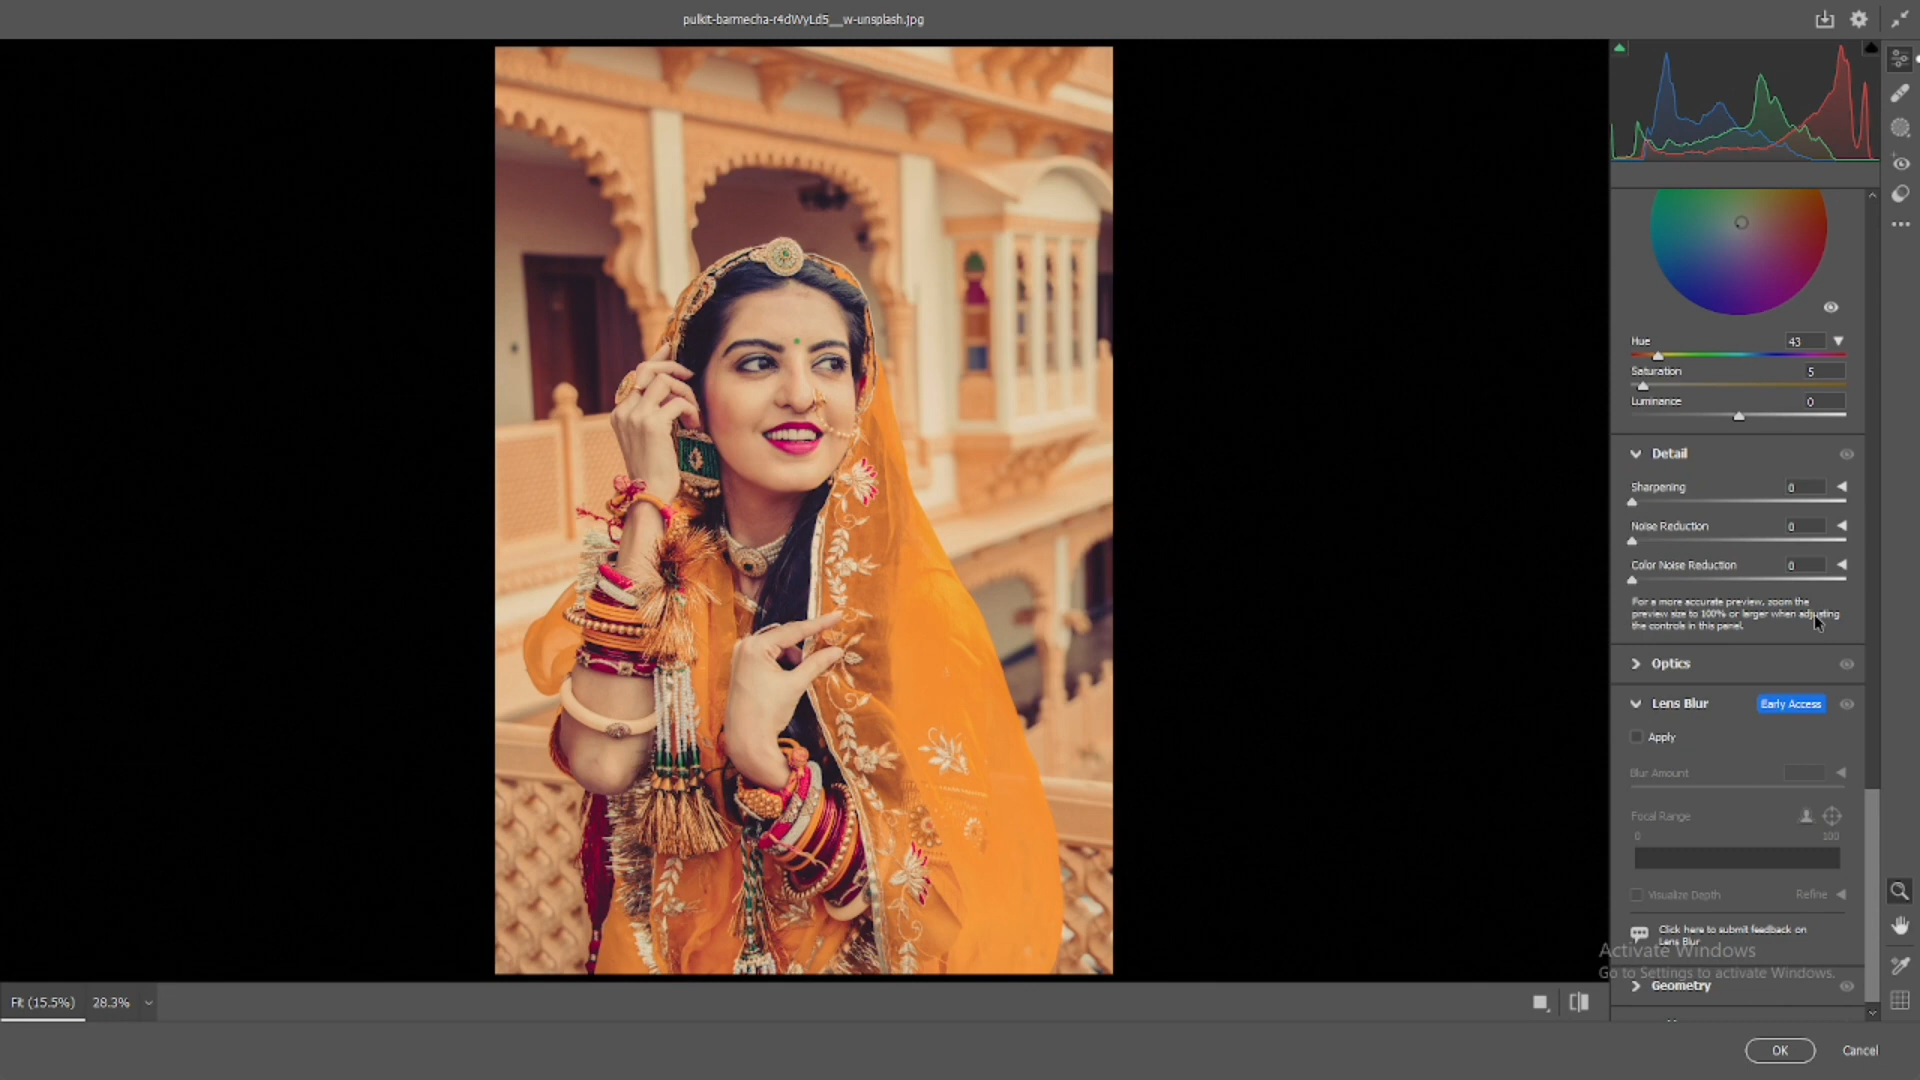 pulkit-barmecha-r4dWyLd5__w-unsplash.jpg
Hue 43
Saturation 5
Luminance 0
Detail
Sharpening 0
Noise Reduction 0
Color Noise Reduction 0
For a more accurate preview, zoom the
preview size to 100% or larger when adjusting
the controls in this panel.
Optics
Lens Blur Early Access
Apply
Blur Amount
Focal Range
0 100
Visualize Depth Refine
Click here to submit feedback on
Lens Blur
Activate Windows
Go to Settings to activate Windows.
Geometry
Fit (15.5%) 28.3%
OK Cancel